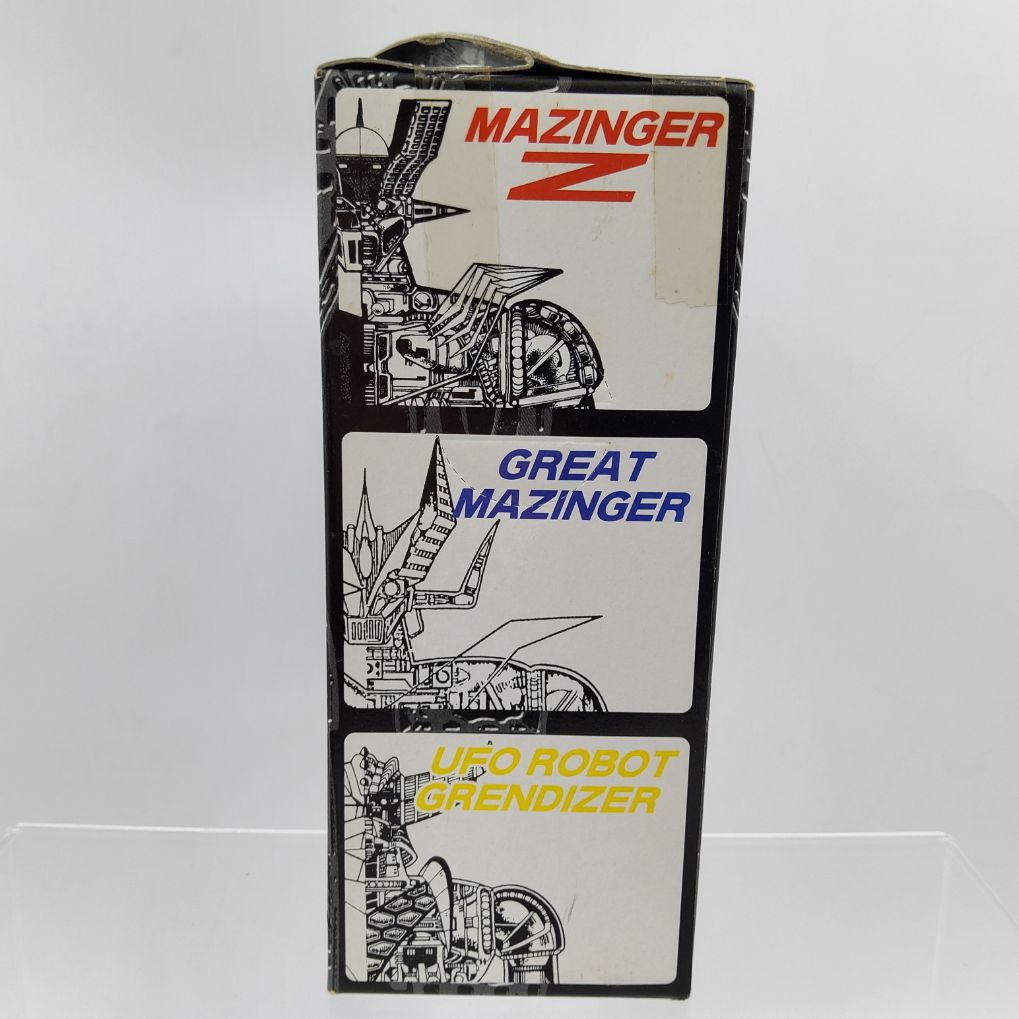 MAZINGER
Z
GREAT
MAZINGER
UFO ROBOT
GRENDIZER